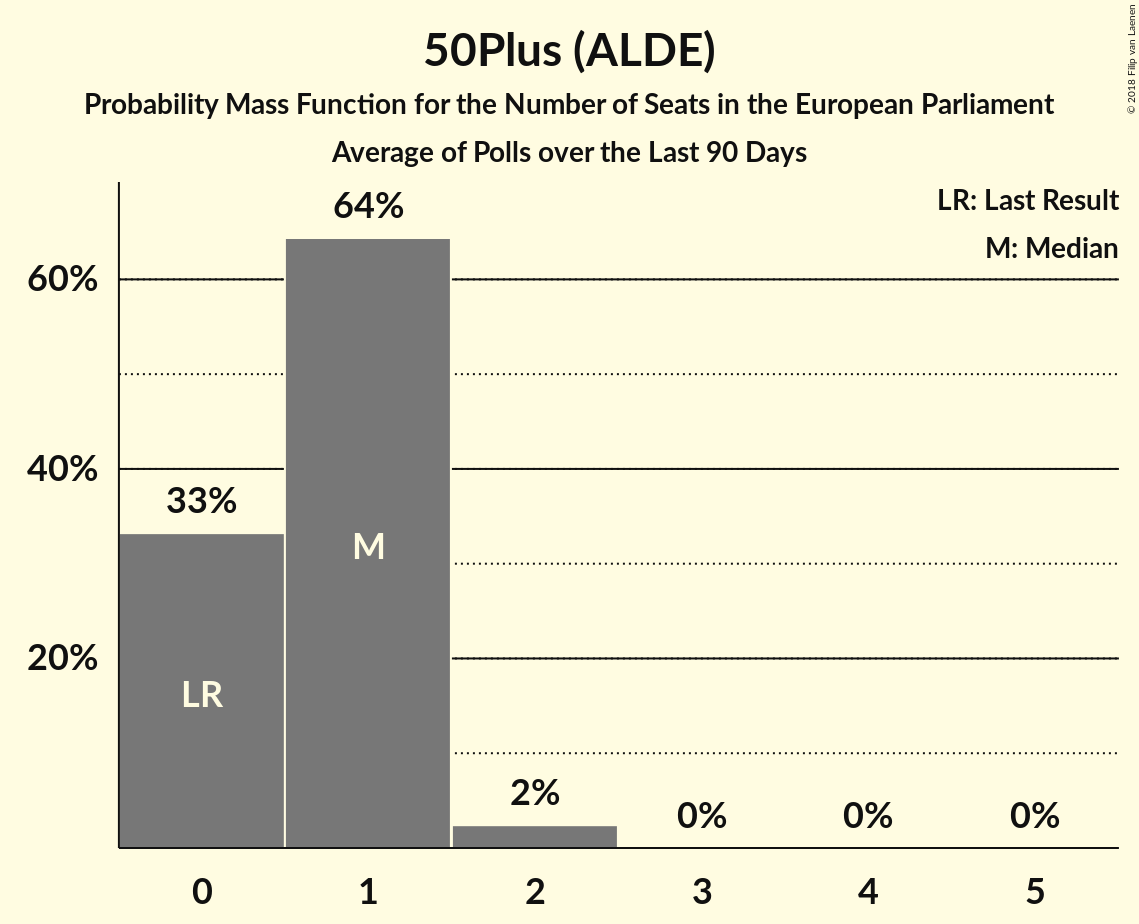 50Plus (ALDE)
Probability Mass Function for the Number of Seats in the European Parliament
Average of Polls over the Last 90 Days
© 2018 Filip van Laenen
LR: Last Result
M: Median
64%
60%
40%
33%
M
20%
LR
2%
0%
0%
0%
0
1
2
3
4
5